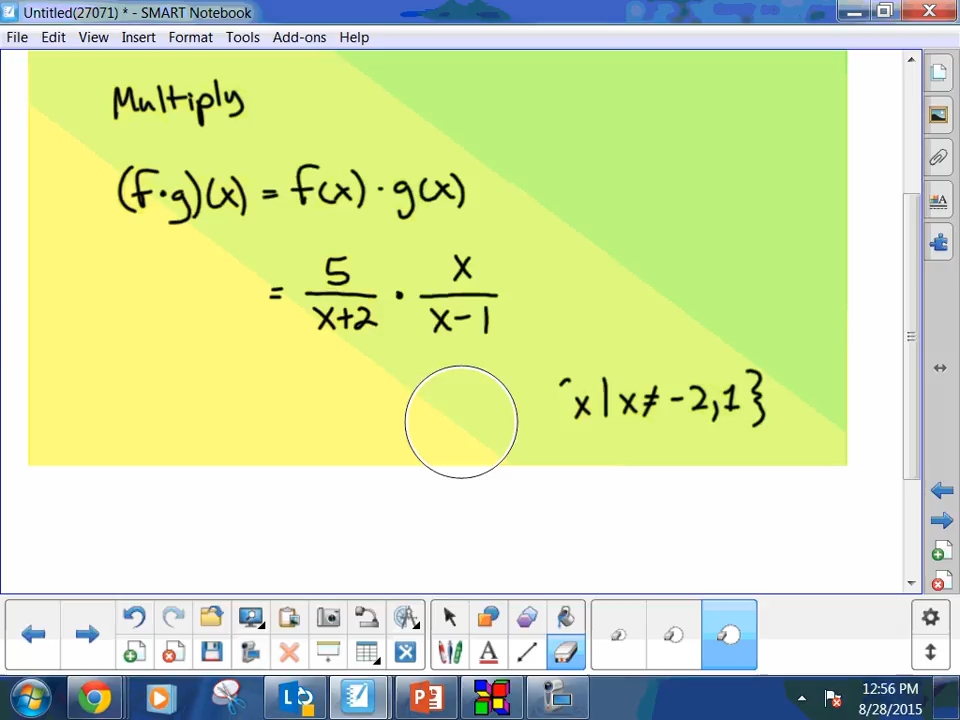 Untitled(27071) * - SMART Notebook
File Edit View Insert Format Tools Add-ons Help
Multiply
(f·g)(x) = f(x) · g(x)
= 5/(x+2) · x/(x-1)
x | x ≠ -2, 1 }
12:56 PM
8/28/2015